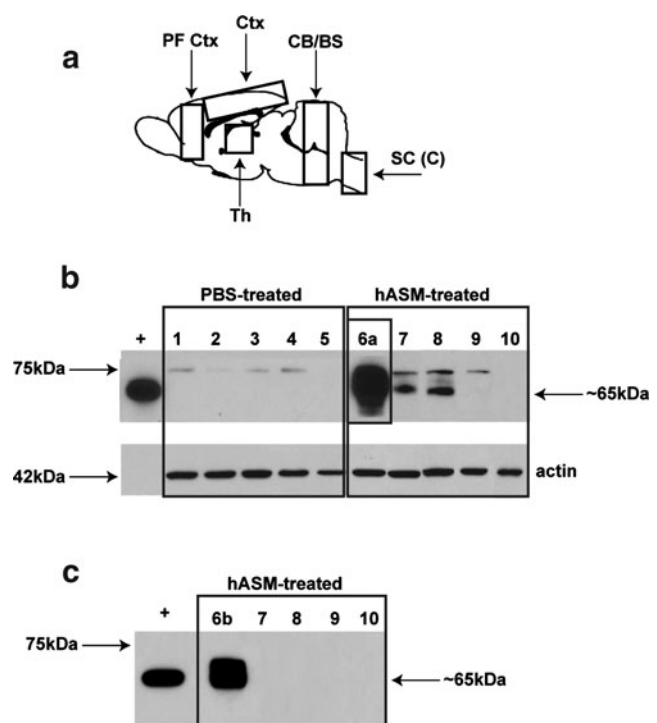 a
PF Ctx
Ctx
CB/BS
SC (C)
Th
b
PBS-treated
hASM-treated
+ 1 2 3 4 5 6a 7 8 9 10
75kDa
~65kDa
42kDa
actin
c
hASM-treated
+ 6b 7 8 9 10
75kDa
~65kDa